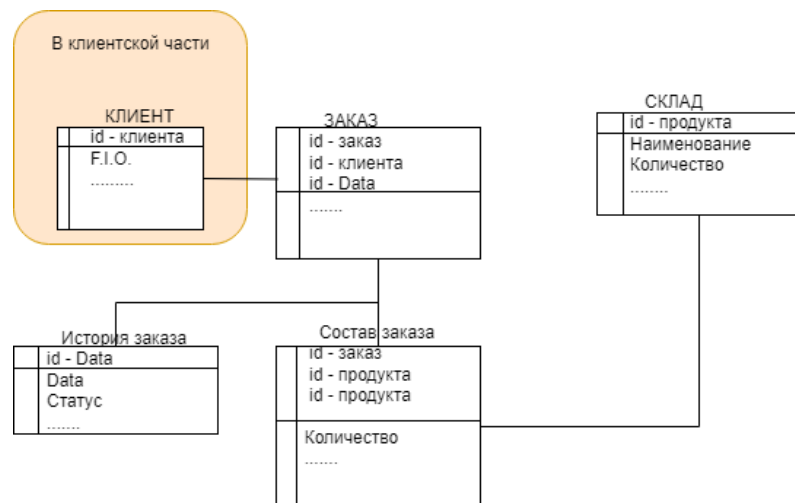 В клиентской части
КЛИЕНТ
id - клиента
F.I.O.
.........
ЗАКАЗ
id - заказ
id - клиента
id - Data
.......
СКЛАД
id - продукта
Наименование
Количество
........
История заказа
id - Data
Data
Статус
.......
Состав заказа
id - заказ
id - продукта
id - продукта
Количество
.......